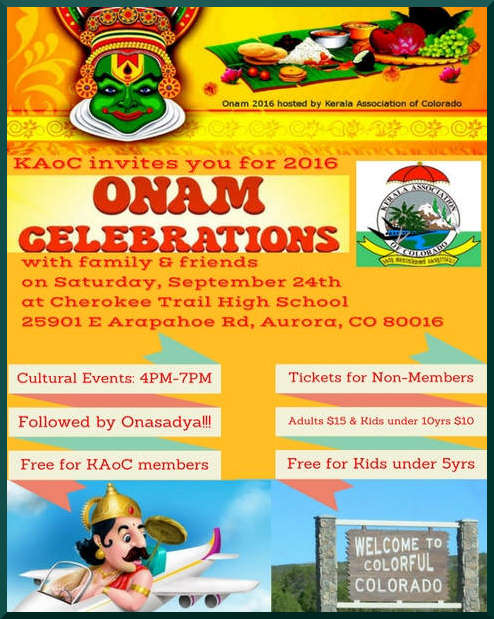 Onam 2016 hosted by Kerala Association of Colorado
KAoC invites you for 2016
ONAM
CELEBRATIONS
with family & friends
on Saturday, September 24th
at Cherokee Trail High School
25901 E Arapahoe Rd, Aurora, CO 80016
KERALA ASSOCIATION
OF COLORADO
Cultural Events: 4PM-7PM
Followed by Onasadya!!!
Free for KAoC members
Tickets for Non-Members
Adults $15 & Kids under 10yrs $10
Free for Kids under 5yrs
WELCOME TO
COLORFUL
COLORADO